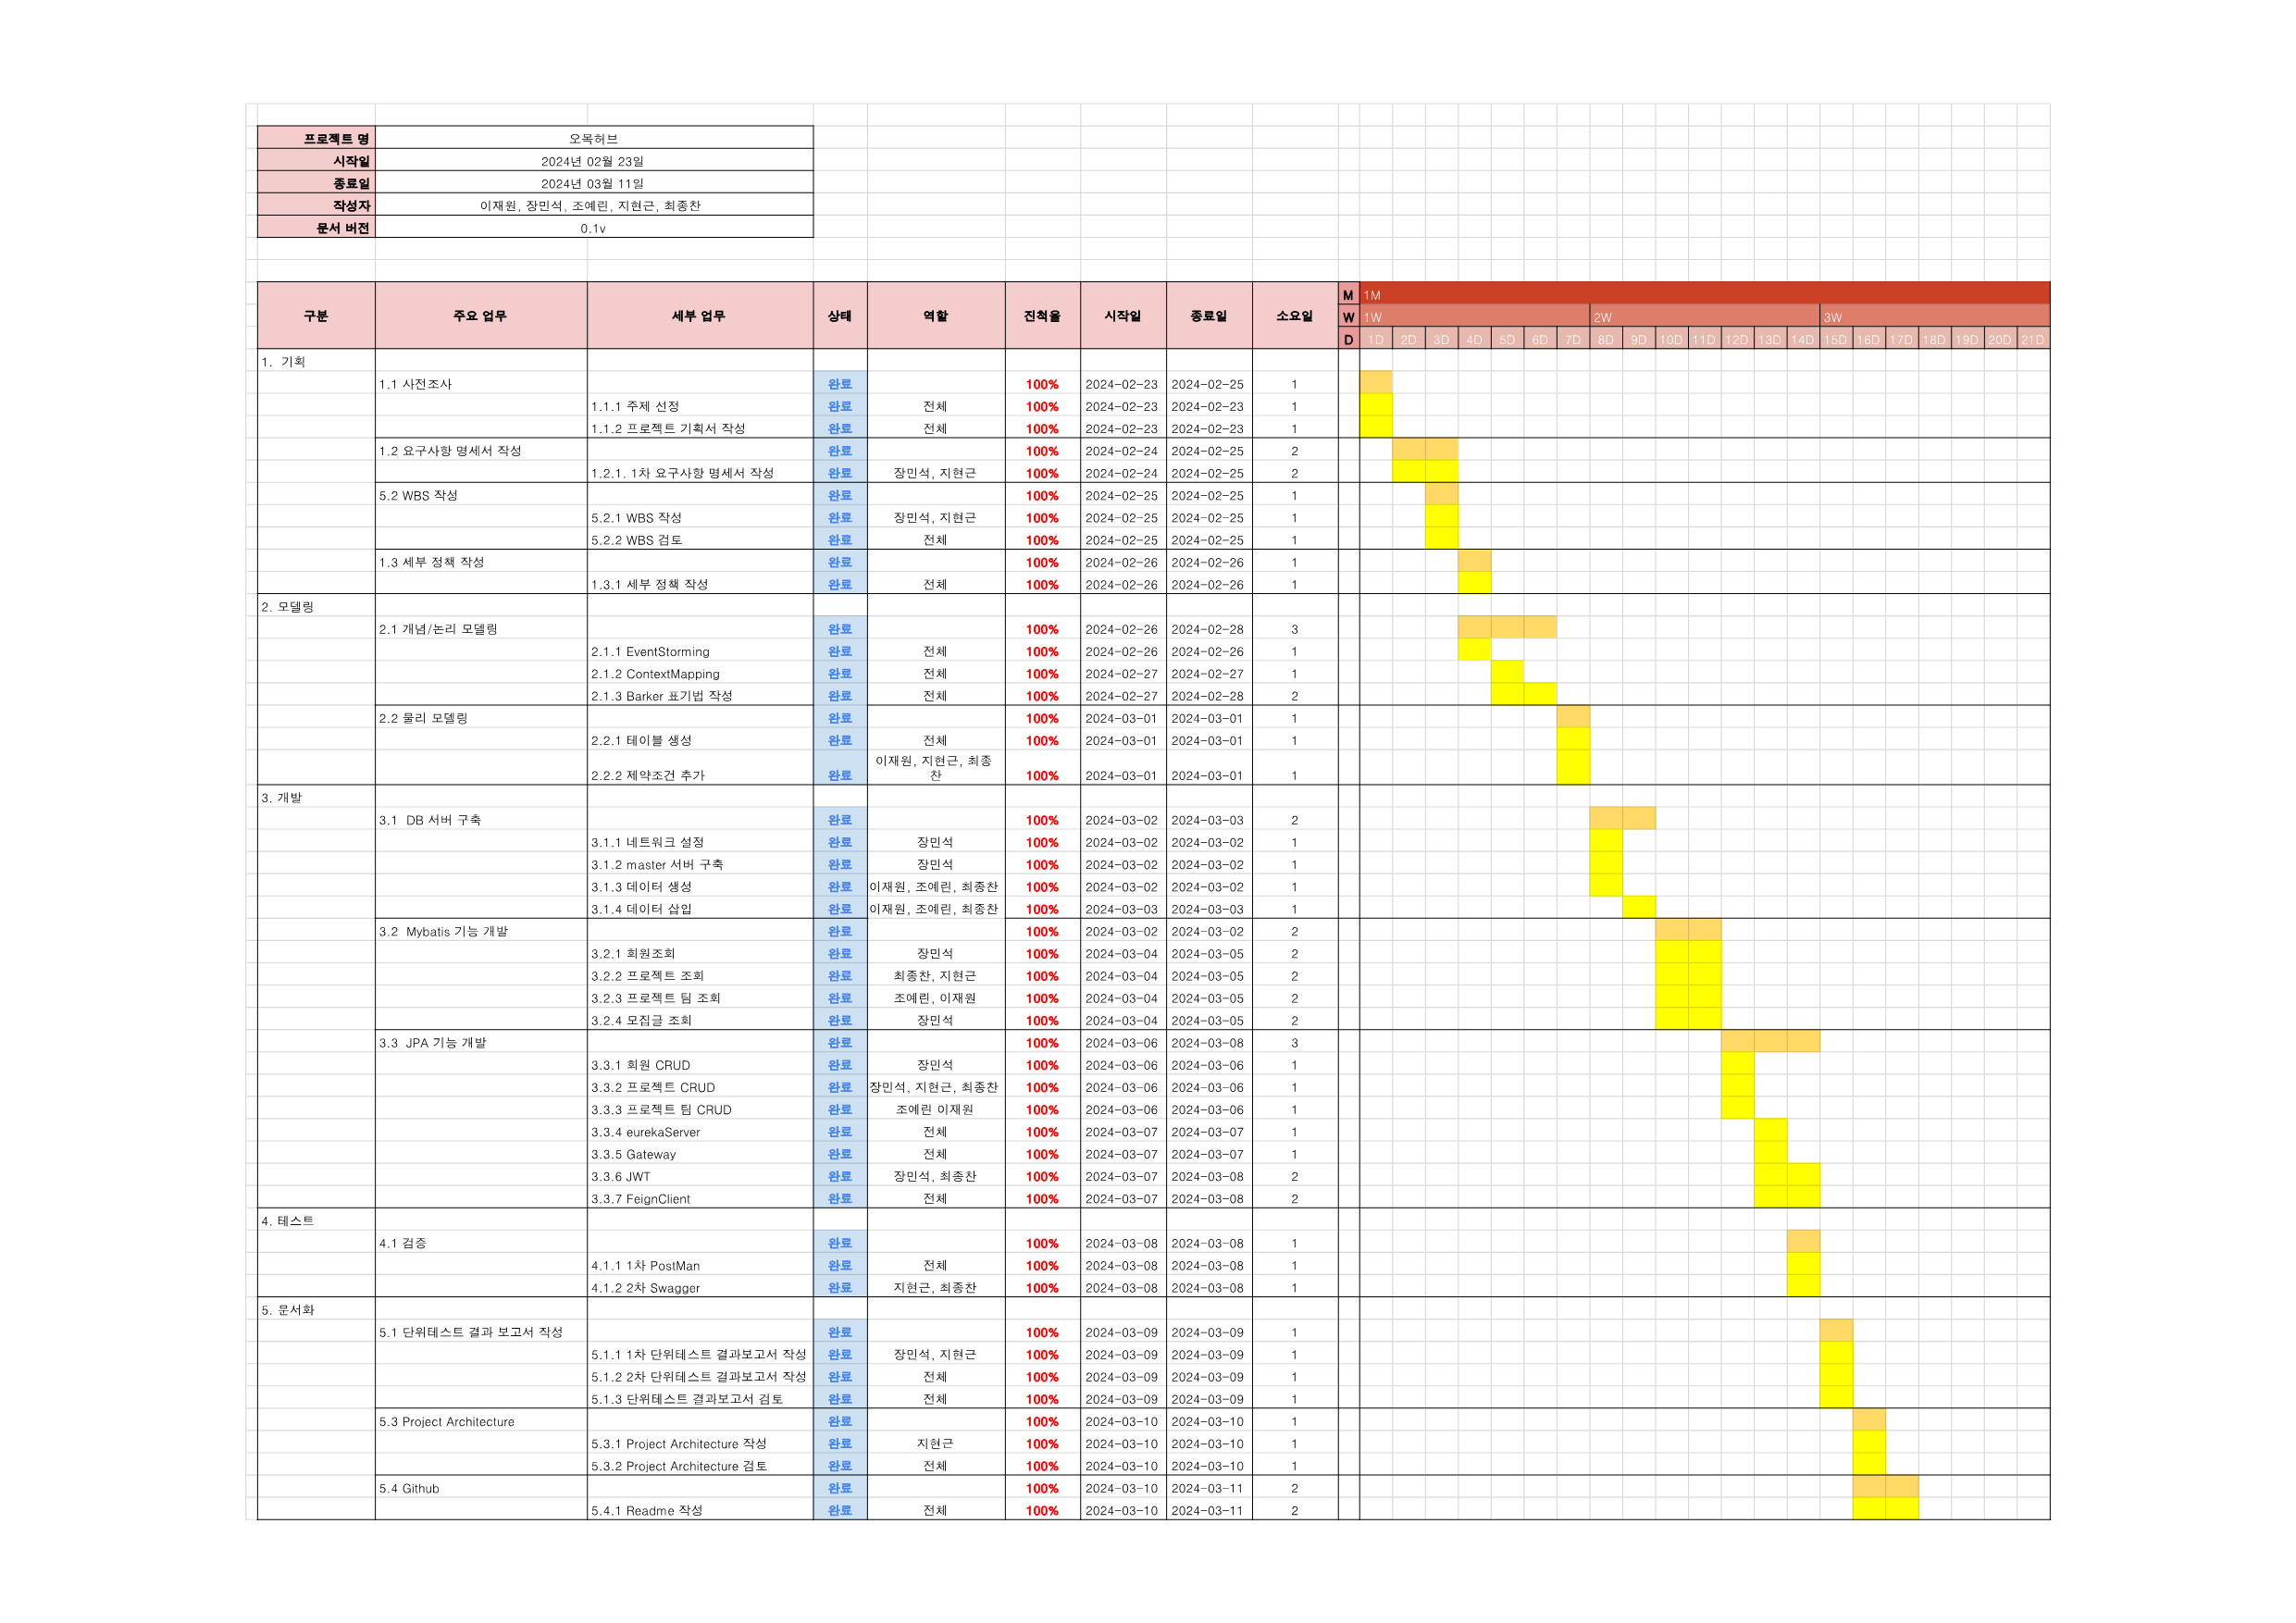 프로젝트 명 오목허브
시작일 2024년 02월 23일
종료일 2024년 03월 11일
작성자 이재원, 장민석, 조예린, 지현근, 최종찬
문서 버전 0.1v
구분 주요 업무 세부 업무 상태 역할 진척율 시작일 종료일 소요일
M 1M
W 1W 2W 3W
D 1D 2D 3D 4D 5D 6D 7D 8D 9D 10D 11D 12D 13D 14D 15D 16D 17D 18D 19D 20D 21D
1. 기획
1.1 사전조사 완료 100% 2024-02-23 2024-02-25 1
1.1.1 주제 선정 완료 전체 100% 2024-02-23 2024-02-23 1
1.1.2 프로젝트 기획서 작성 완료 전체 100% 2024-02-23 2024-02-23 1
1.2 요구사항 명세서 작성 완료 100% 2024-02-24 2024-02-25 2
1.2.1. 1차 요구사항 명세서 작성 완료 장민석, 지현근 100% 2024-02-24 2024-02-25 2
5.2 WBS 작성 완료 100% 2024-02-25 2024-02-25 1
5.2.1 WBS 작성 완료 장민석, 지현근 100% 2024-02-25 2024-02-25 1
5.2.2 WBS 검토 완료 전체 100% 2024-02-25 2024-02-25 1
1.3 세부 정책 작성 완료 100% 2024-02-26 2024-02-26 1
1.3.1 세부 정책 작성 완료 전체 100% 2024-02-26 2024-02-26 1
2. 모델링
2.1 개념/논리 모델링 완료 100% 2024-02-26 2024-02-28 3
2.1.1 EventStorming 완료 전체 100% 2024-02-26 2024-02-26 1
2.1.2 ContextMapping 완료 전체 100% 2024-02-27 2024-02-27 1
2.1.3 Barker 표기법 작성 완료 전체 100% 2024-02-27 2024-02-28 2
2.2 물리 모델링 완료 100% 2024-03-01 2024-03-01 1
2.2.1 테이블 생성 완료 전체 100% 2024-03-01 2024-03-01 1
이재원, 지현근, 최종
2.2.2 제약조건 추가 완료 찬 100% 2024-03-01 2024-03-01 1
3. 개발
3.1 DB 서버 구축 완료 100% 2024-03-02 2024-03-03 2
3.1.1 네트워크 설정 완료 장민석 100% 2024-03-02 2024-03-02 1
3.1.2 master 서버 구축 완료 장민석 100% 2024-03-02 2024-03-02 1
3.1.3 데이터 생성 완료 이재원, 조예린, 최종찬 100% 2024-03-02 2024-03-02 1
3.1.4 데이터 삽입 완료 이재원, 조예린, 최종찬 100% 2024-03-03 2024-03-03 1
3.2 Mybatis 기능 개발 완료 100% 2024-03-02 2024-03-02 2
3.2.1 회원조회 완료 장민석 100% 2024-03-04 2024-03-05 2
3.2.2 프로젝트 조회 완료 최종찬, 지현근 100% 2024-03-04 2024-03-05 2
3.2.3 프로젝트 팀 조회 완료 조예린, 이재원 100% 2024-03-04 2024-03-05 2
3.2.4 모집글 조회 완료 장민석 100% 2024-03-04 2024-03-05 2
3.3 JPA 기능 개발 완료 100% 2024-03-06 2024-03-08 3
3.3.1 회원 CRUD 완료 장민석 100% 2024-03-06 2024-03-06 1
3.3.2 프로젝트 CRUD 완료 장민석, 지현근, 최종찬 100% 2024-03-06 2024-03-06 1
3.3.3 프로젝트 팀 CRUD 완료 조예린 이재원 100% 2024-03-06 2024-03-06 1
3.3.4 eurekaServer 완료 전체 100% 2024-03-07 2024-03-07 1
3.3.5 Gateway 완료 전체 100% 2024-03-07 2024-03-07 1
3.3.6 JWT 완료 장민석, 최종찬 100% 2024-03-07 2024-03-08 2
3.3.7 FeignClient 완료 전체 100% 2024-03-07 2024-03-08 2
4. 테스트
4.1 검증 완료 100% 2024-03-08 2024-03-08 1
4.1.1 1차 PostMan 완료 전체 100% 2024-03-08 2024-03-08 1
4.1.2 2차 Swagger 완료 지현근, 최종찬 100% 2024-03-08 2024-03-08 1
5. 문서화
5.1 단위테스트 결과 보고서 작성 완료 100% 2024-03-09 2024-03-09 1
5.1.1 1차 단위테스트 결과보고서 작성 완료 장민석, 지현근 100% 2024-03-09 2024-03-09 1
5.1.2 2차 단위테스트 결과보고서 작성 완료 전체 100% 2024-03-09 2024-03-09 1
5.1.3 단위테스트 결과보고서 검토 완료 전체 100% 2024-03-09 2024-03-09 1
5.3 Project Architecture 완료 100% 2024-03-10 2024-03-10 1
5.3.1 Project Architecture 작성 완료 지현근 100% 2024-03-10 2024-03-10 1
5.3.2 Project Architecture 검토 완료 전체 100% 2024-03-10 2024-03-10 1
5.4 Github 완료 100% 2024-03-10 2024-03-11 2
5.4.1 Readme 작성 완료 전체 100% 2024-03-10 2024-03-11 2